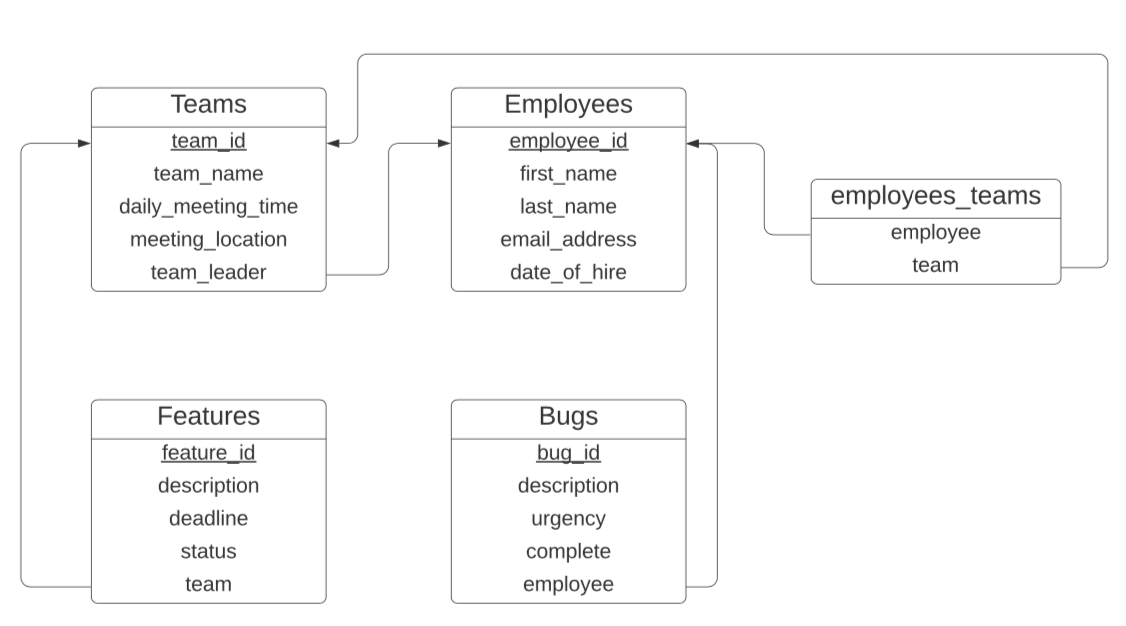 Teams
team_id
team_name
daily_meeting_time
meeting_location
team_leader
Employees
employee_id
first_name
last_name
email_address
date_of_hire
employees_teams
employee
team
Features
feature_id
description
deadline
status
team
Bugs
bug_id
description
urgency
complete
employee